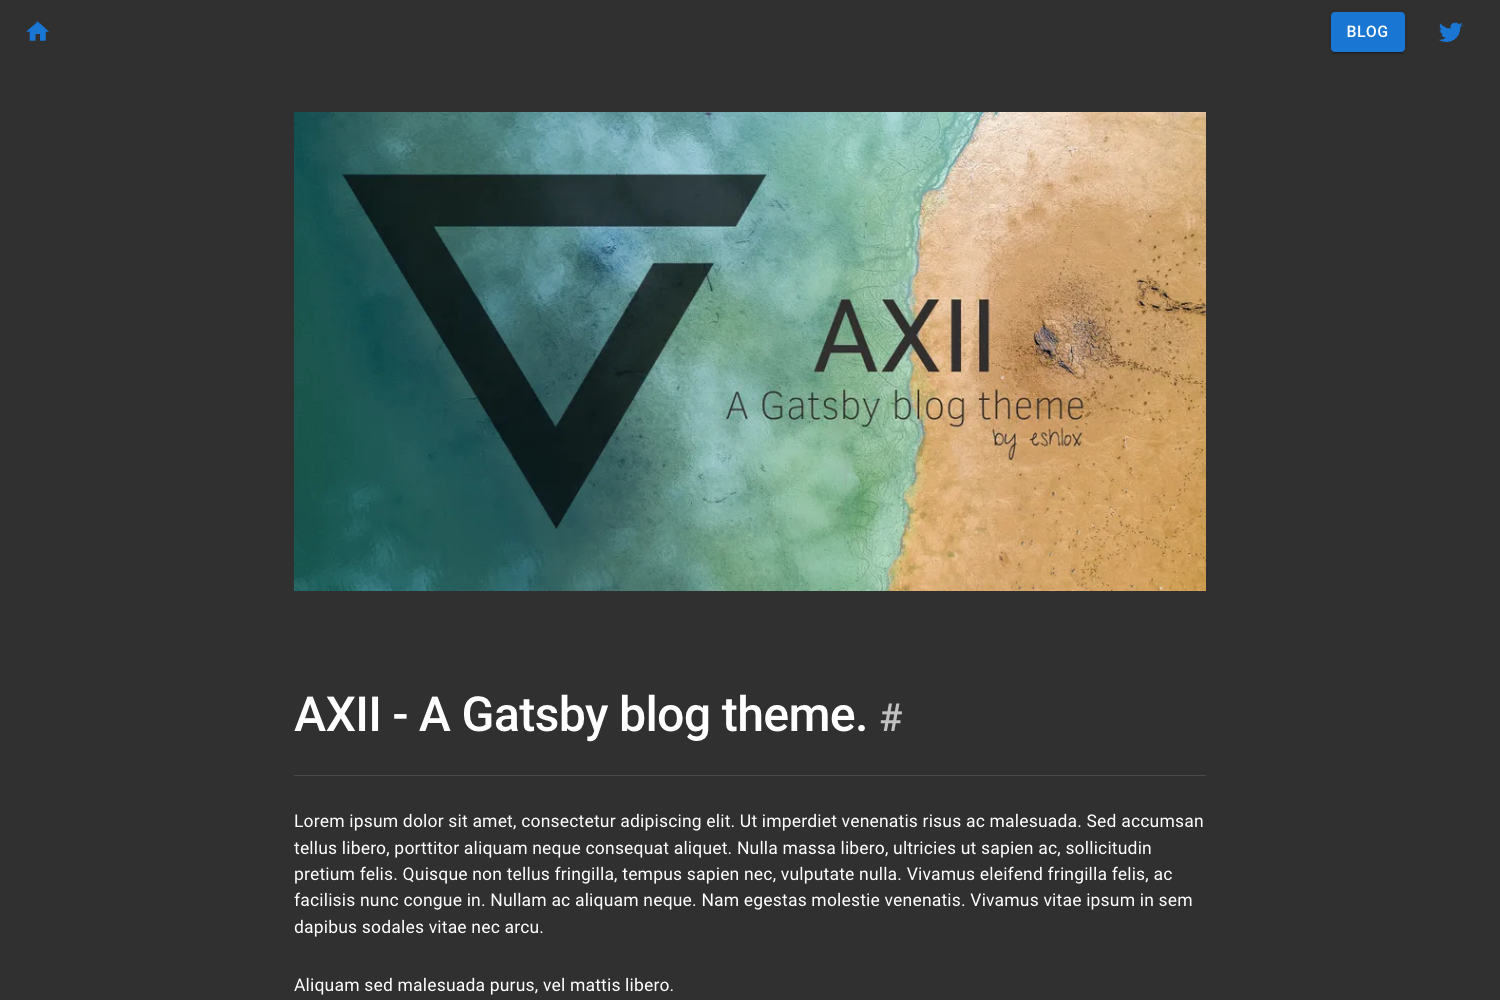 BLOG
AXII
A Gatsby blog theme
by eshlox
AXII - A Gatsby blog theme. #
Lorem ipsum dolor sit amet, consectetur adipiscing elit. Ut imperdiet venenatis risus ac malesuada. Sed accumsan
tellus libero, porttitor aliquam neque consequat aliquet. Nulla massa libero, ultricies ut sapien ac, sollicitudin
pretium felis. Quisque non tellus fringilla, tempus sapien nec, vulputate nulla. Vivamus eleifend fringilla felis, ac
facilisis nunc congue in. Nullam ac aliquam neque. Nam egestas molestie venenatis. Vivamus vitae ipsum in sem
dapibus sodales vitae nec arcu.
Aliquam sed malesuada purus, vel mattis libero.